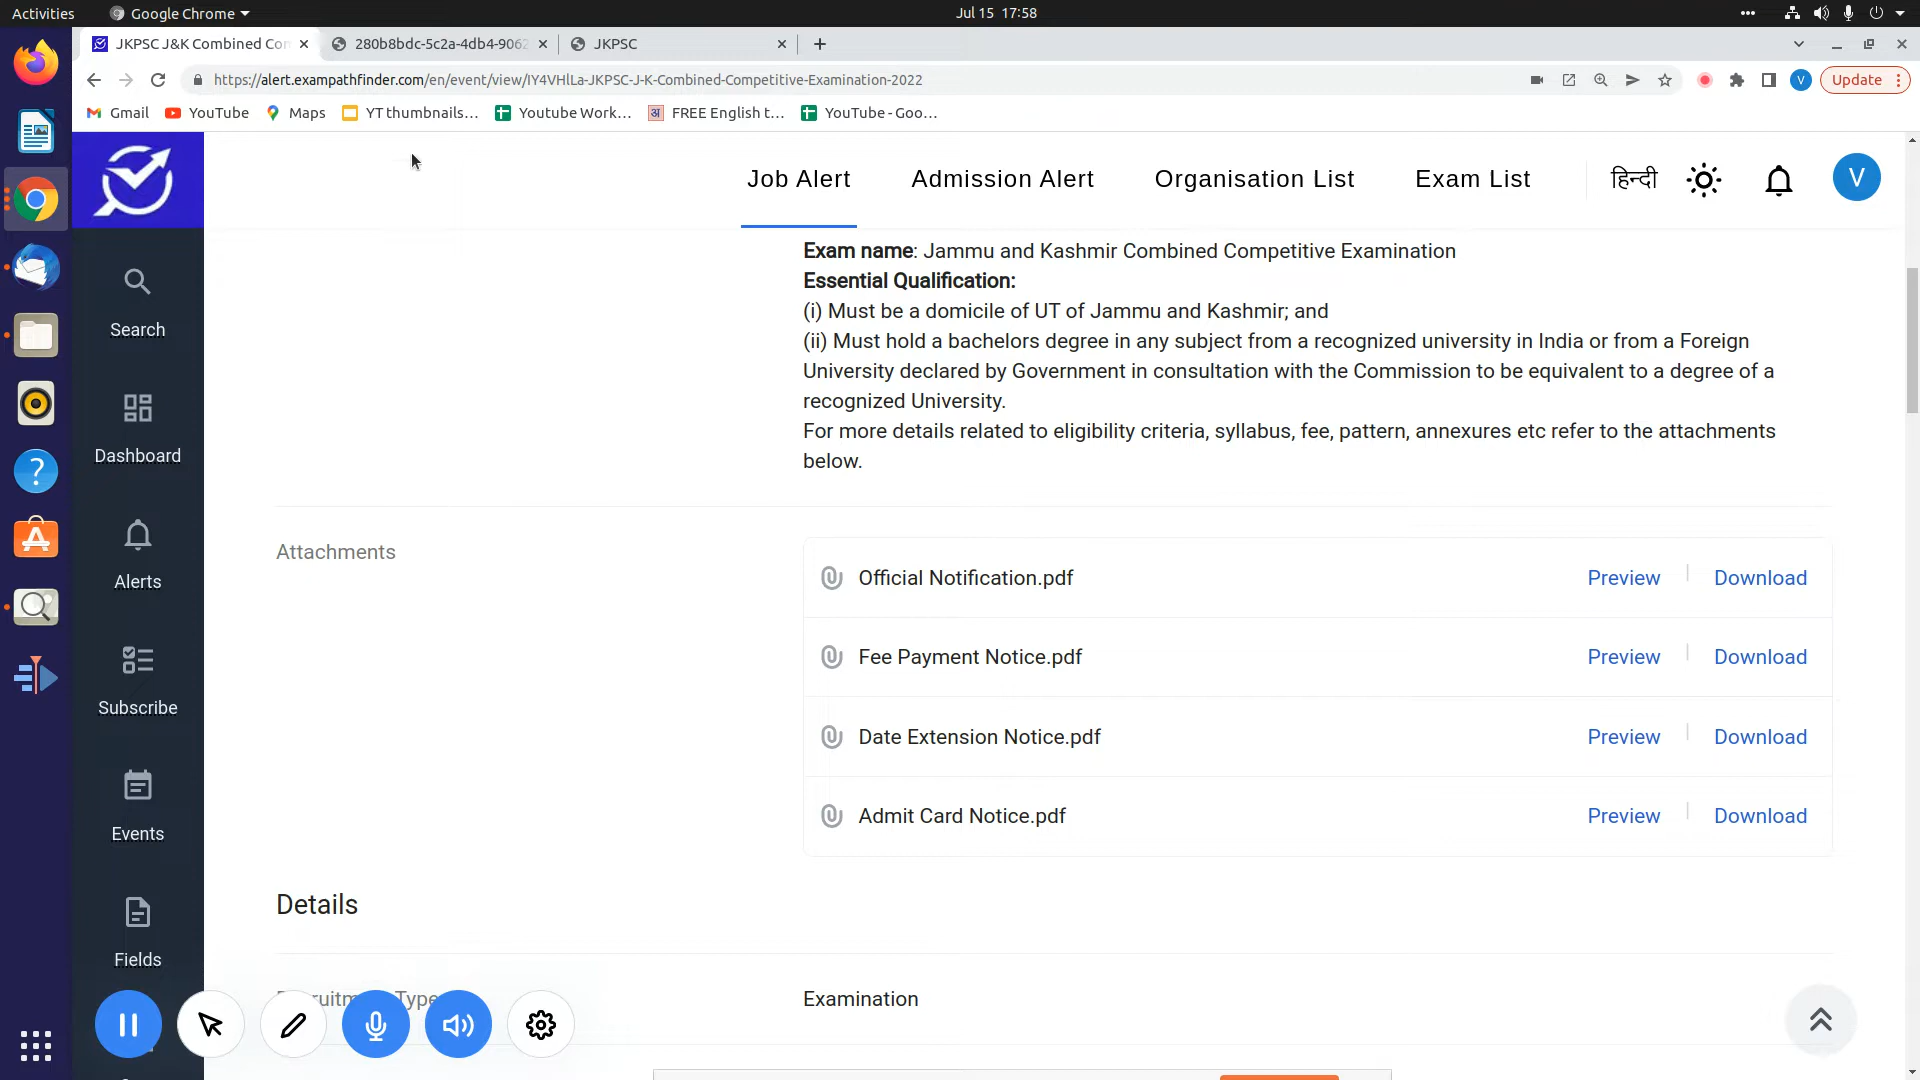 Activities
Google Chrome
Jul 15 17:58
JKPSC J&K Combined Con
280b8bdc-5c2a-4db4-9062
JKPSC
https://alert.exampathfinder.com/en/event/view/IY4VHlLa-JKPSC-J-K-Combined-Competitive-Examination-2022
V
Update
Gmail
YouTube
Maps
YT thumbnails...
Youtube Work...
अ
FREE English t...
YouTube - Goo...
Job Alert
Admission Alert
Organisation List
Exam List
हिन्दी
V
Search
Dashboard
Alerts
Subscribe
Events
Fields
Exam name: Jammu and Kashmir Combined Competitive Examination
Essential Qualification:
(i) Must be a domicile of UT of Jammu and Kashmir; and
(ii) Must hold a bachelors degree in any subject from a recognized university in India or from a Foreign
University declared by Government in consultation with the Commission to be equivalent to a degree of a
recognized University.
For more details related to eligibility criteria, syllabus, fee, pattern, annexures etc refer to the attachments
below.
Attachments
Official Notification.pdf
Preview
Download
Fee Payment Notice.pdf
Preview
Download
Date Extension Notice.pdf
Preview
Download
Admit Card Notice.pdf
Preview
Download
Details
Type
Examination